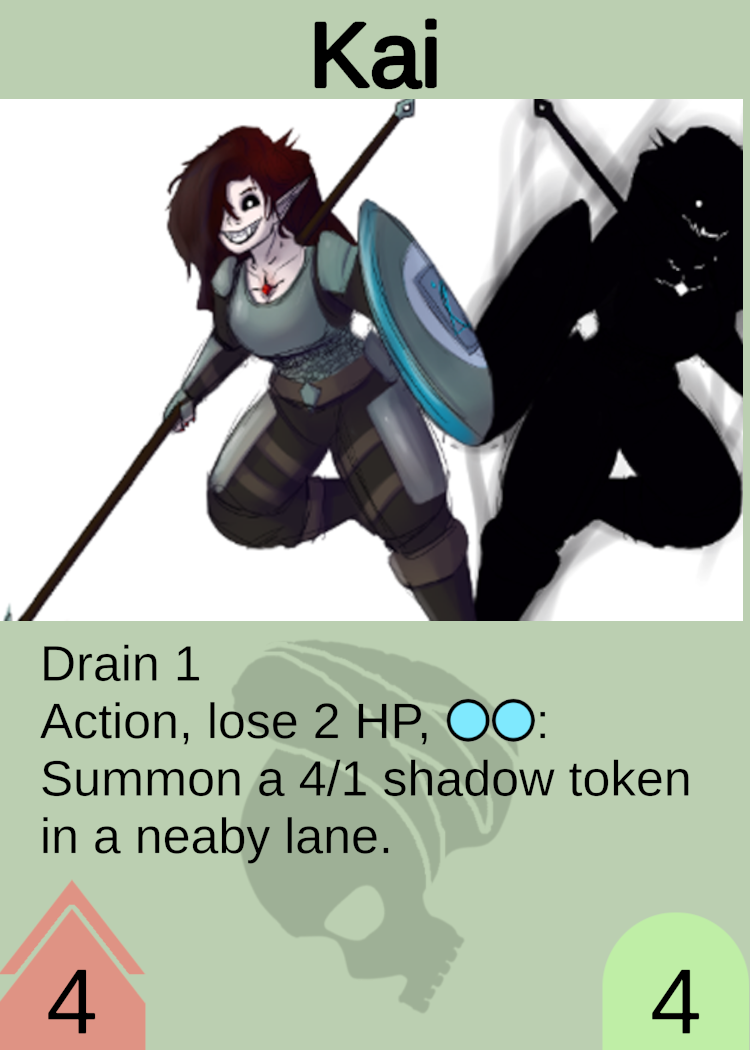 Kai
Drain 1
Action, lose 2 HP, :
Summon a 4/1 shadow token
in a neaby lane.
4
4